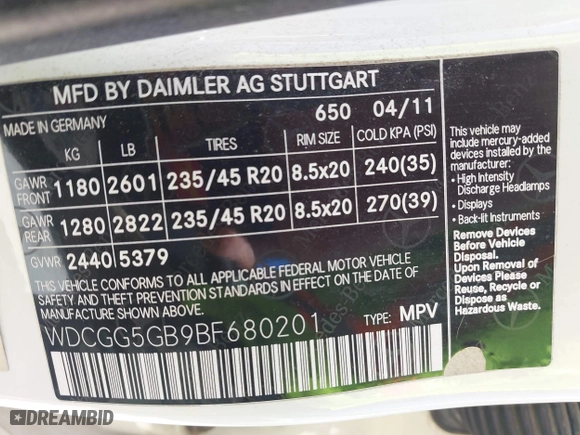 MFD BY DAIMLER AG STUTTGART
MADE IN GERMANY
650 04/11
KG LB TIRES RIM SIZE COLD KPA (PSI)
GAWR FRONT 1180 2601 235/45 R20 8.5x20 240(35)
GAWR REAR 1280 2822 235/45 R20 8.5x20 270(39)
GVWR 2440 5379
THIS VEHICLE CONFORMS TO ALL APPLICABLE FEDERAL MOTOR VEHICLE
SAFETY AND THEFT PREVENTION STANDARDS IN EFFECT ON THE DATE OF
MANUFACTURE SHOWN ABOVE.
WDCGG5GB9BF680201 TYPE: MPV
This vehicle may
include mercury-added
devices installed by the
manufacturer:
• High Intensity
Discharge Headlamps
• Displays
• Back-lit Instruments
Remove Devices
Before Vehicle
Disposal.
Upon Removal of
Devices Please
Reuse, Recycle or
Dispose as
Hazardous Waste.
DREAMBID